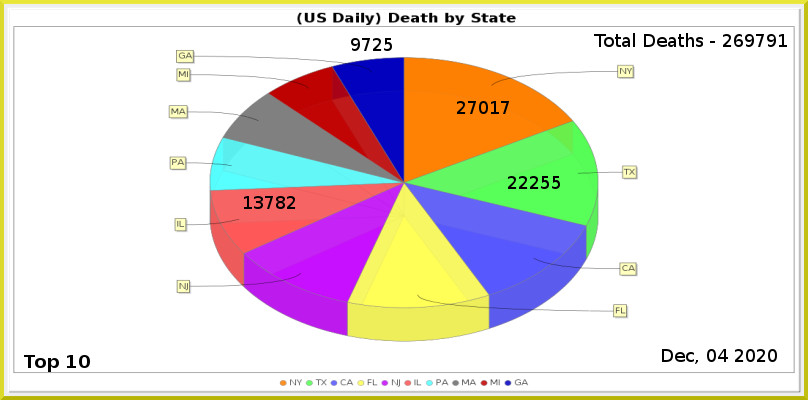 (US Daily) Death by State
Total Deaths - 269791
9725
GA
MI
NY
27017
MA
PA
TX
22255
13782
IL
CA
NJ
FL
Top 10
Dec, 04 2020
NY TX CA FL NJ IL PA MA MI GA